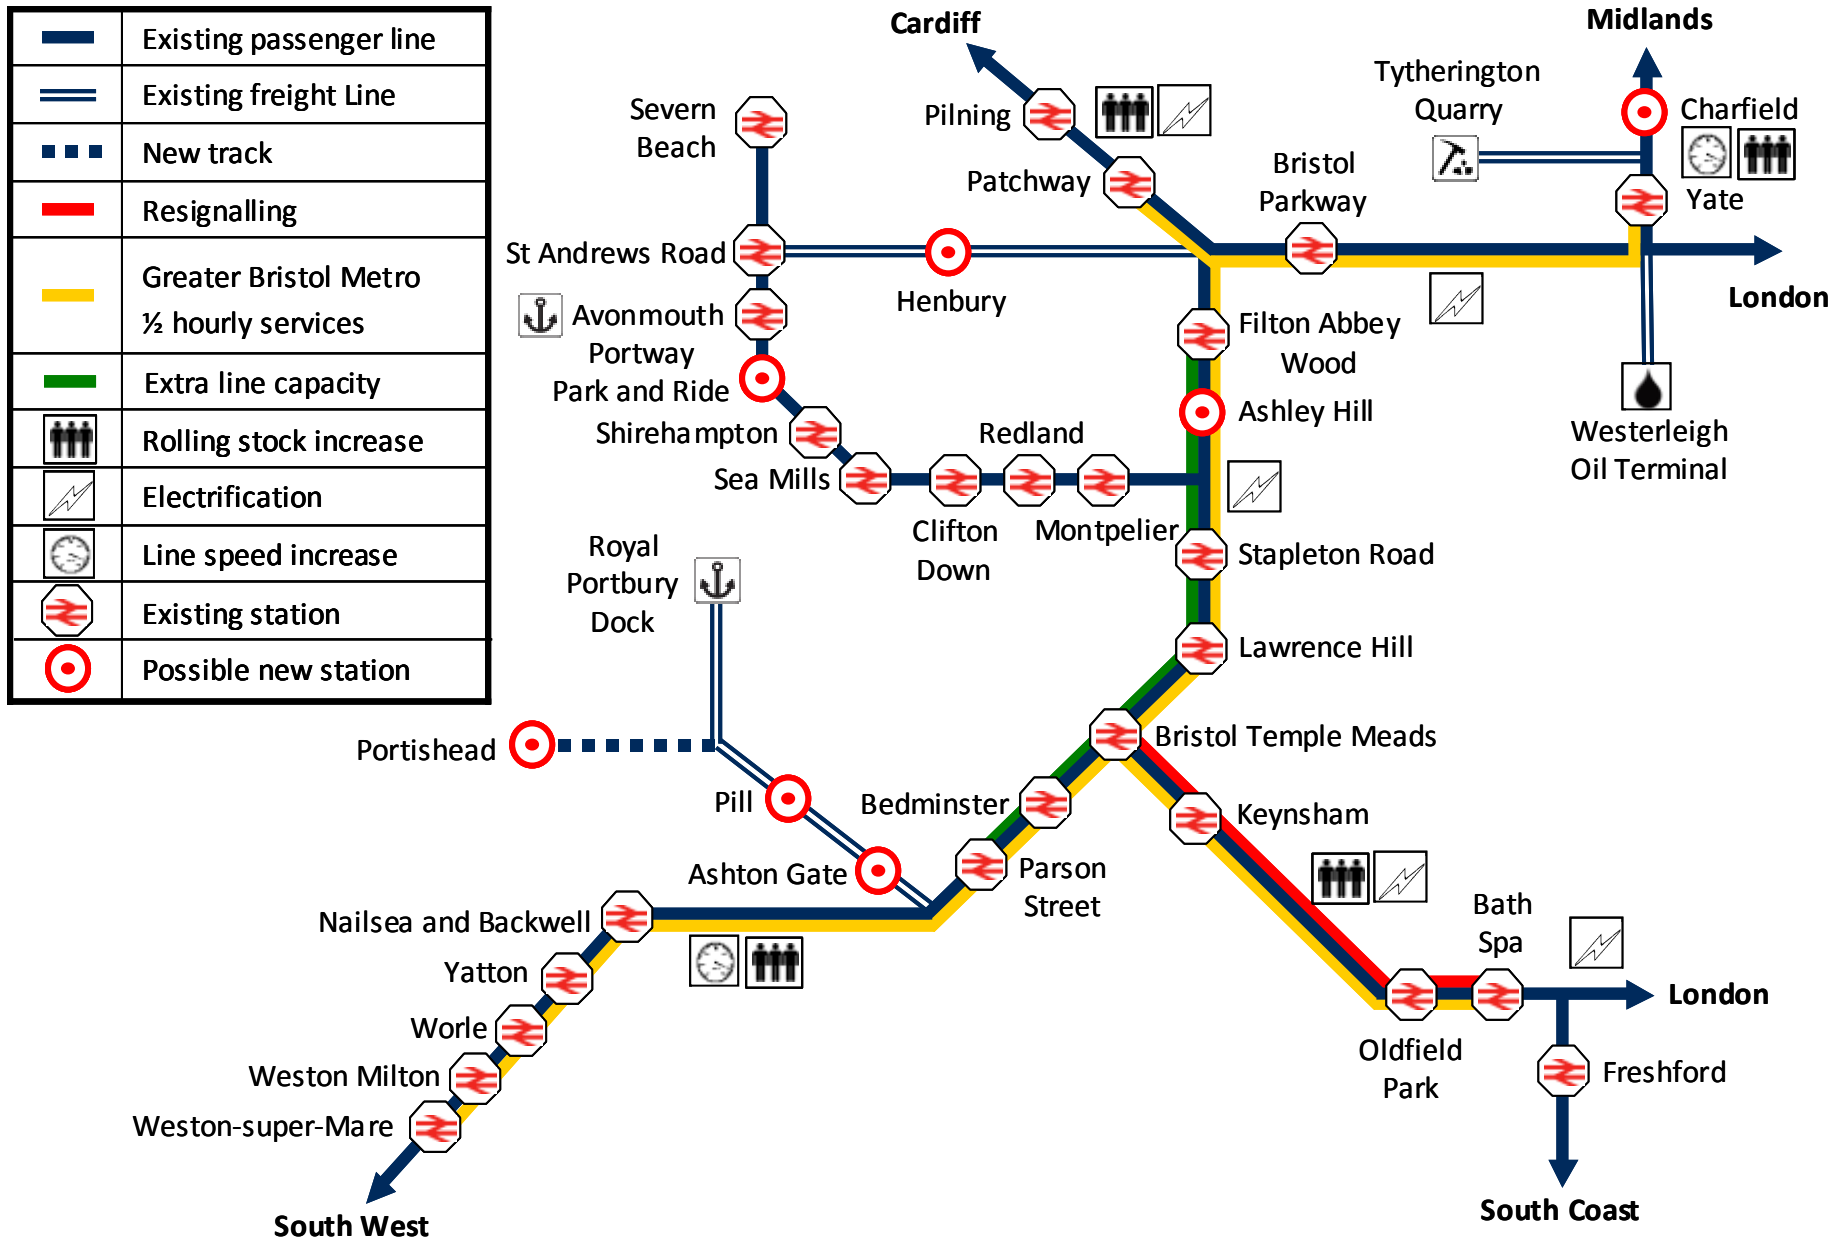 Existing passenger line
Existing freight Line
New track
Resignalling
Greater Bristol Metro
½ hourly services
Extra line capacity
Rolling stock increase
Electrification
Line speed increase
Existing station
Possible new station
Cardiff
Midlands
Tytherington
Quarry
Charfield
Yate
Pilning
Patchway
Bristol
Parkway
London
Severn
Beach
St Andrews Road
Henbury
Avonmouth
Portway
Park and Ride
Shirehampton
Sea Mills
Redland
Clifton
Down
Montpelier
Filton Abbey
Wood
Ashley Hill
Stapleton Road
Lawrence Hill
Westerleigh
Oil Terminal
Royal
Portbury
Dock
Portishead
Pill
Ashton Gate
Bedminster
Bristol Temple Meads
Keynsham
Parson
Street
Nailsea and Backwell
Yatton
Worle
Weston Milton
Weston-super-Mare
South West
Bath
Spa
London
Oldfield
Park
Freshford
South Coast